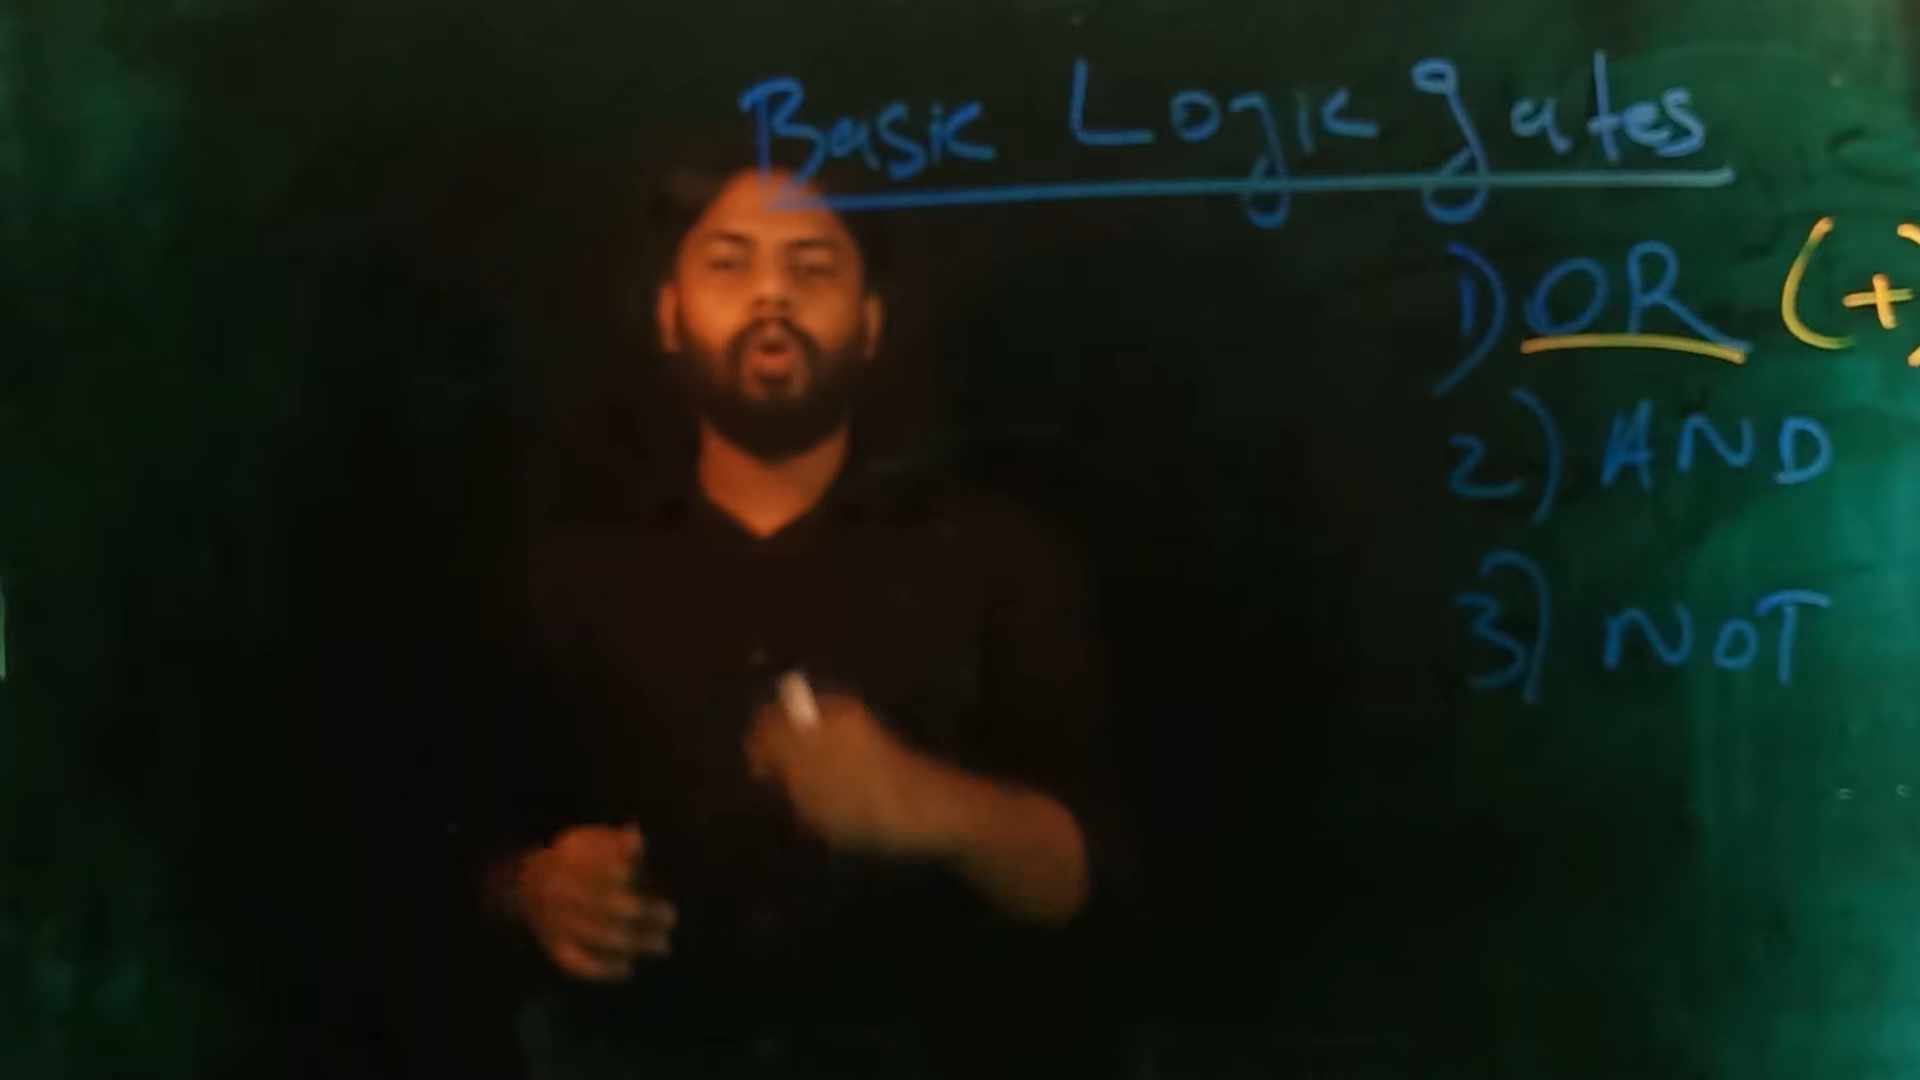 Basic Logic gates
1) OR (+)
2) AND
3) NOT